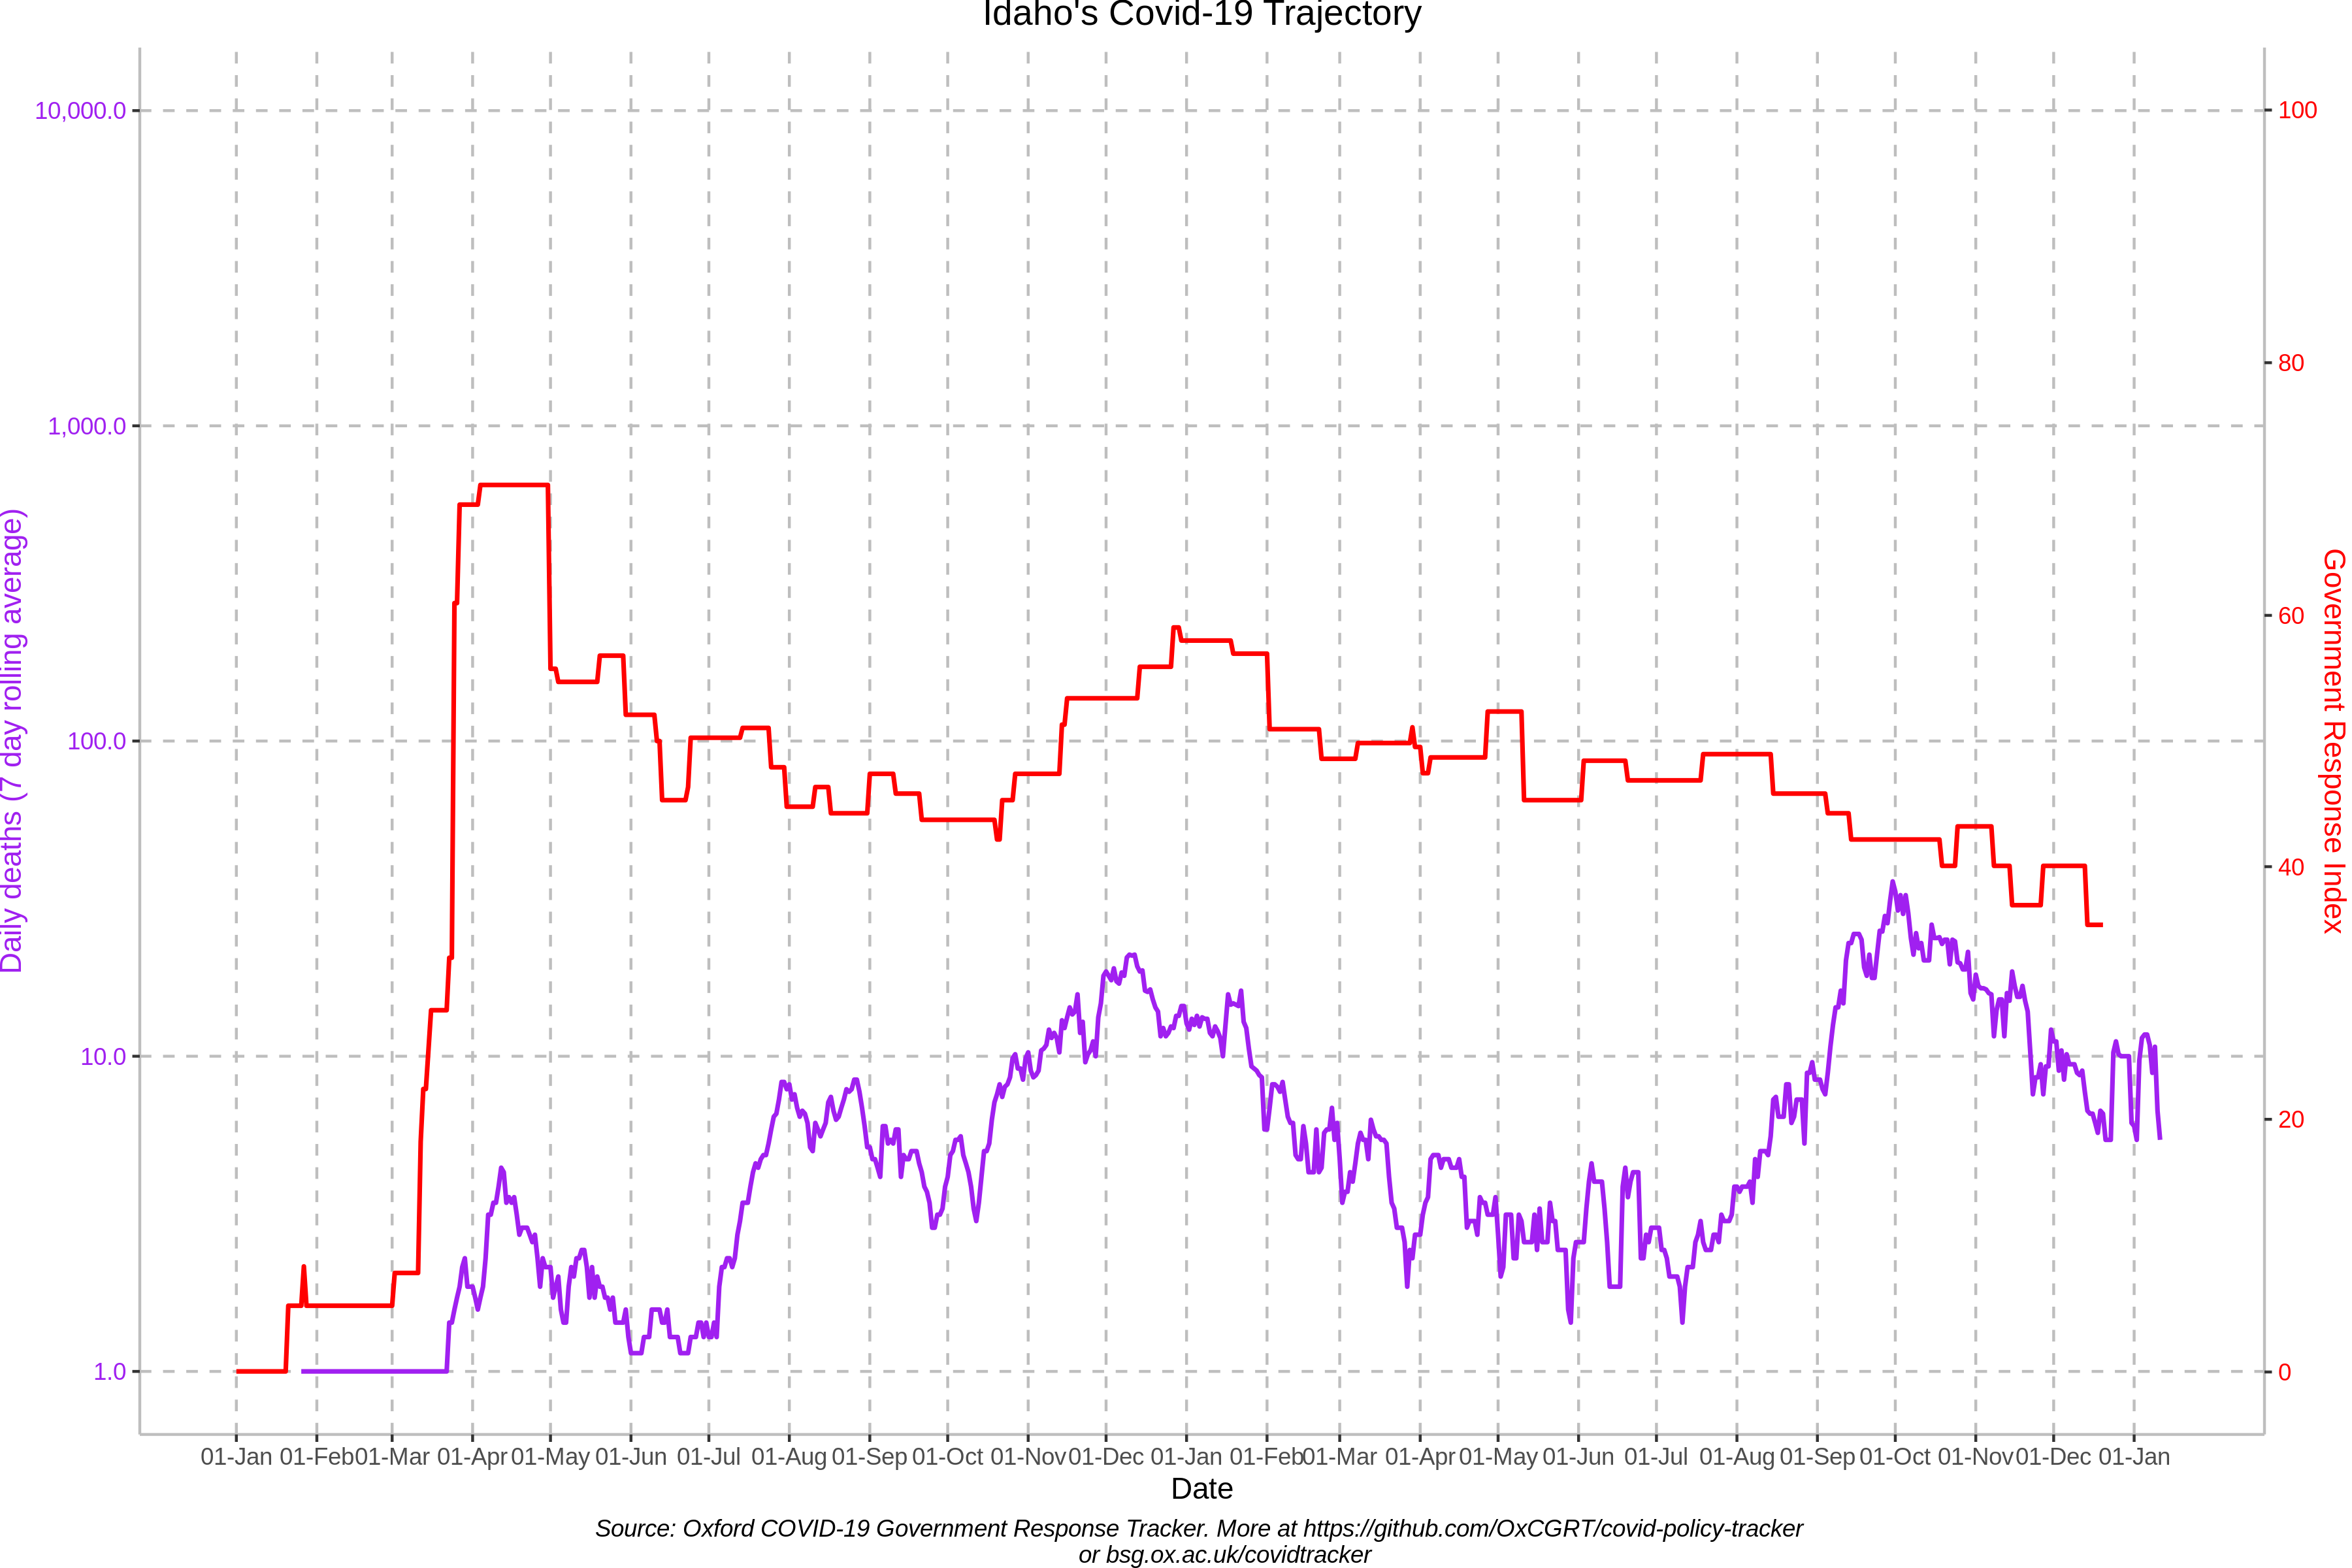 Idaho's Covid-19 Trajectory
Daily deaths (7 day rolling average)
10,000.0
1,000.0
100.0
10.0
1.0
100
80
60
40
20
0
Government Response Index
01-Jan 01-Feb 01-Mar 01-Apr 01-May 01-Jun 01-Jul 01-Aug 01-Sep 01-Oct 01-Nov 01-Dec 01-Jan 01-Feb 01-Mar 01-Apr 01-May 01-Jun 01-Jul 01-Aug 01-Sep 01-Oct 01-Nov 01-Dec 01-Jan
Date
Source: Oxford COVID-19 Government Response Tracker. More at https://github.com/OxCGRT/covid-policy-tracker
or bsg.ox.ac.uk/covidtracker